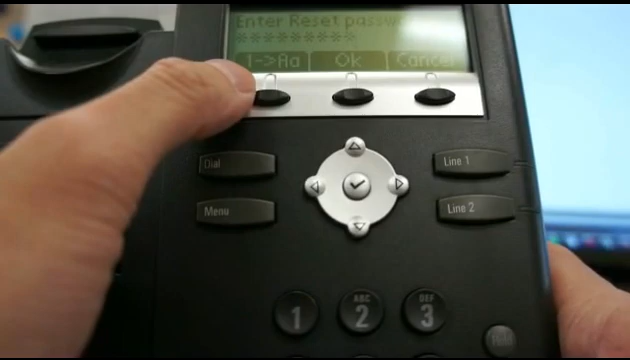 Enter Reset passw
*********
1->Aa Ok Cancel
Dial
Line 1
Menu
Line 2
ABC DEF
1 2 3